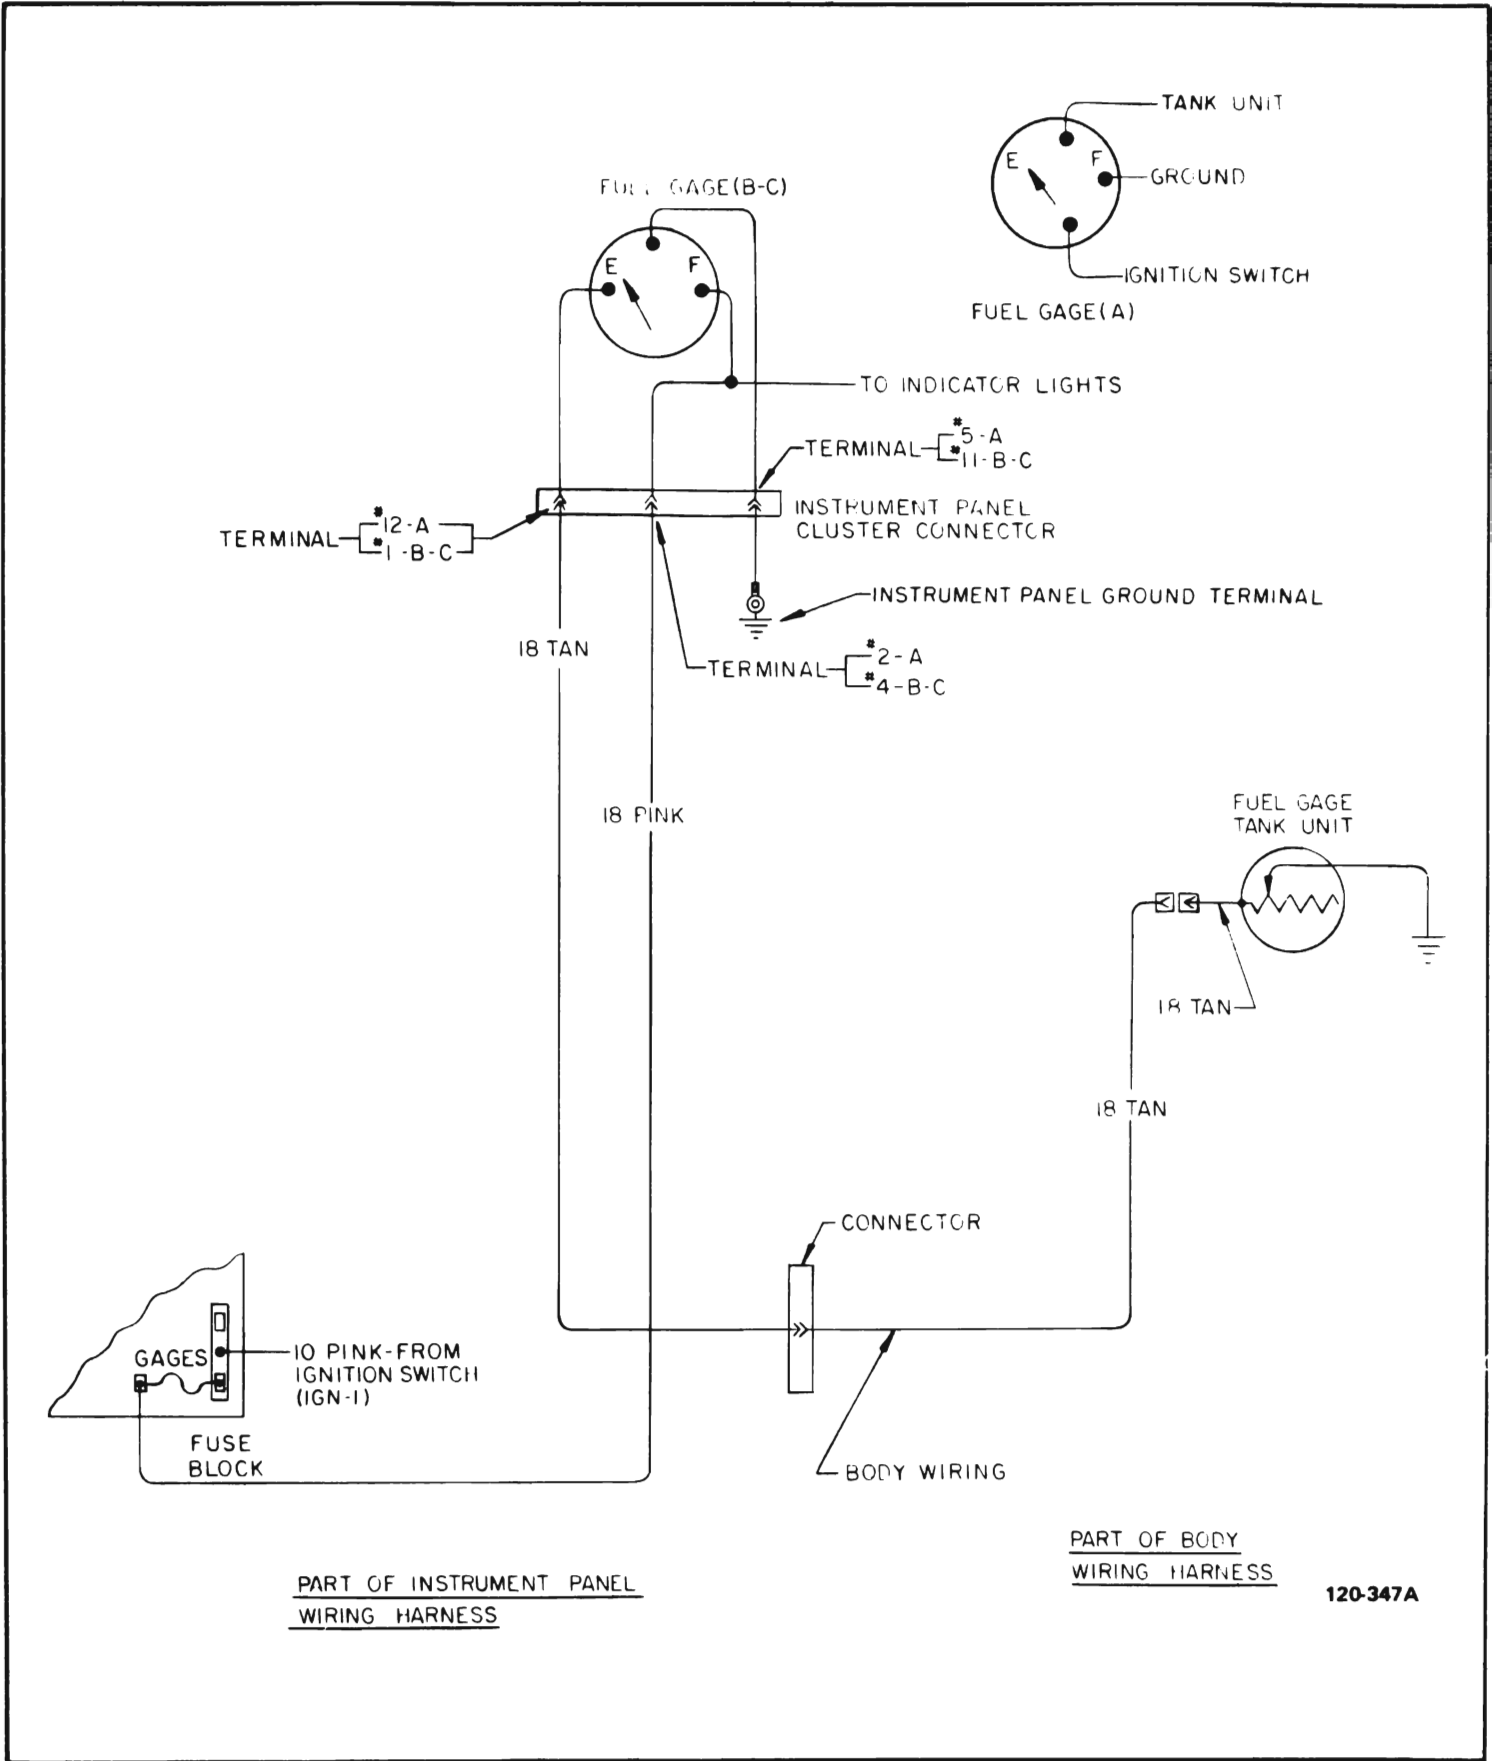 TANK UNIT
E
F
GROUND
IGNITION SWITCH
FUEL GAGE(A)
GAGE(B-C)
E
F
TO INDICATOR LIGHTS
TERMINAL
#5-A
#11-B-C
INSTRUMENT PANEL
CLUSTER CONNECTOR
TERMINAL
#12-A
#1-B-C
INSTRUMENT PANEL GROUND TERMINAL
18 TAN
TERMINAL
#2-A
#4-B-C
18 PINK
FUEL GAGE
TANK UNIT
18 TAN
18 TAN
CONNECTOR
GAGES
10 PINK-FROM
IGNITION SWITCH
(IGN-1)
FUSE
BLOCK
BODY WIRING
PART OF BODY
WIRING HARNESS
PART OF INSTRUMENT PANEL
WIRING HARNESS
120-347A